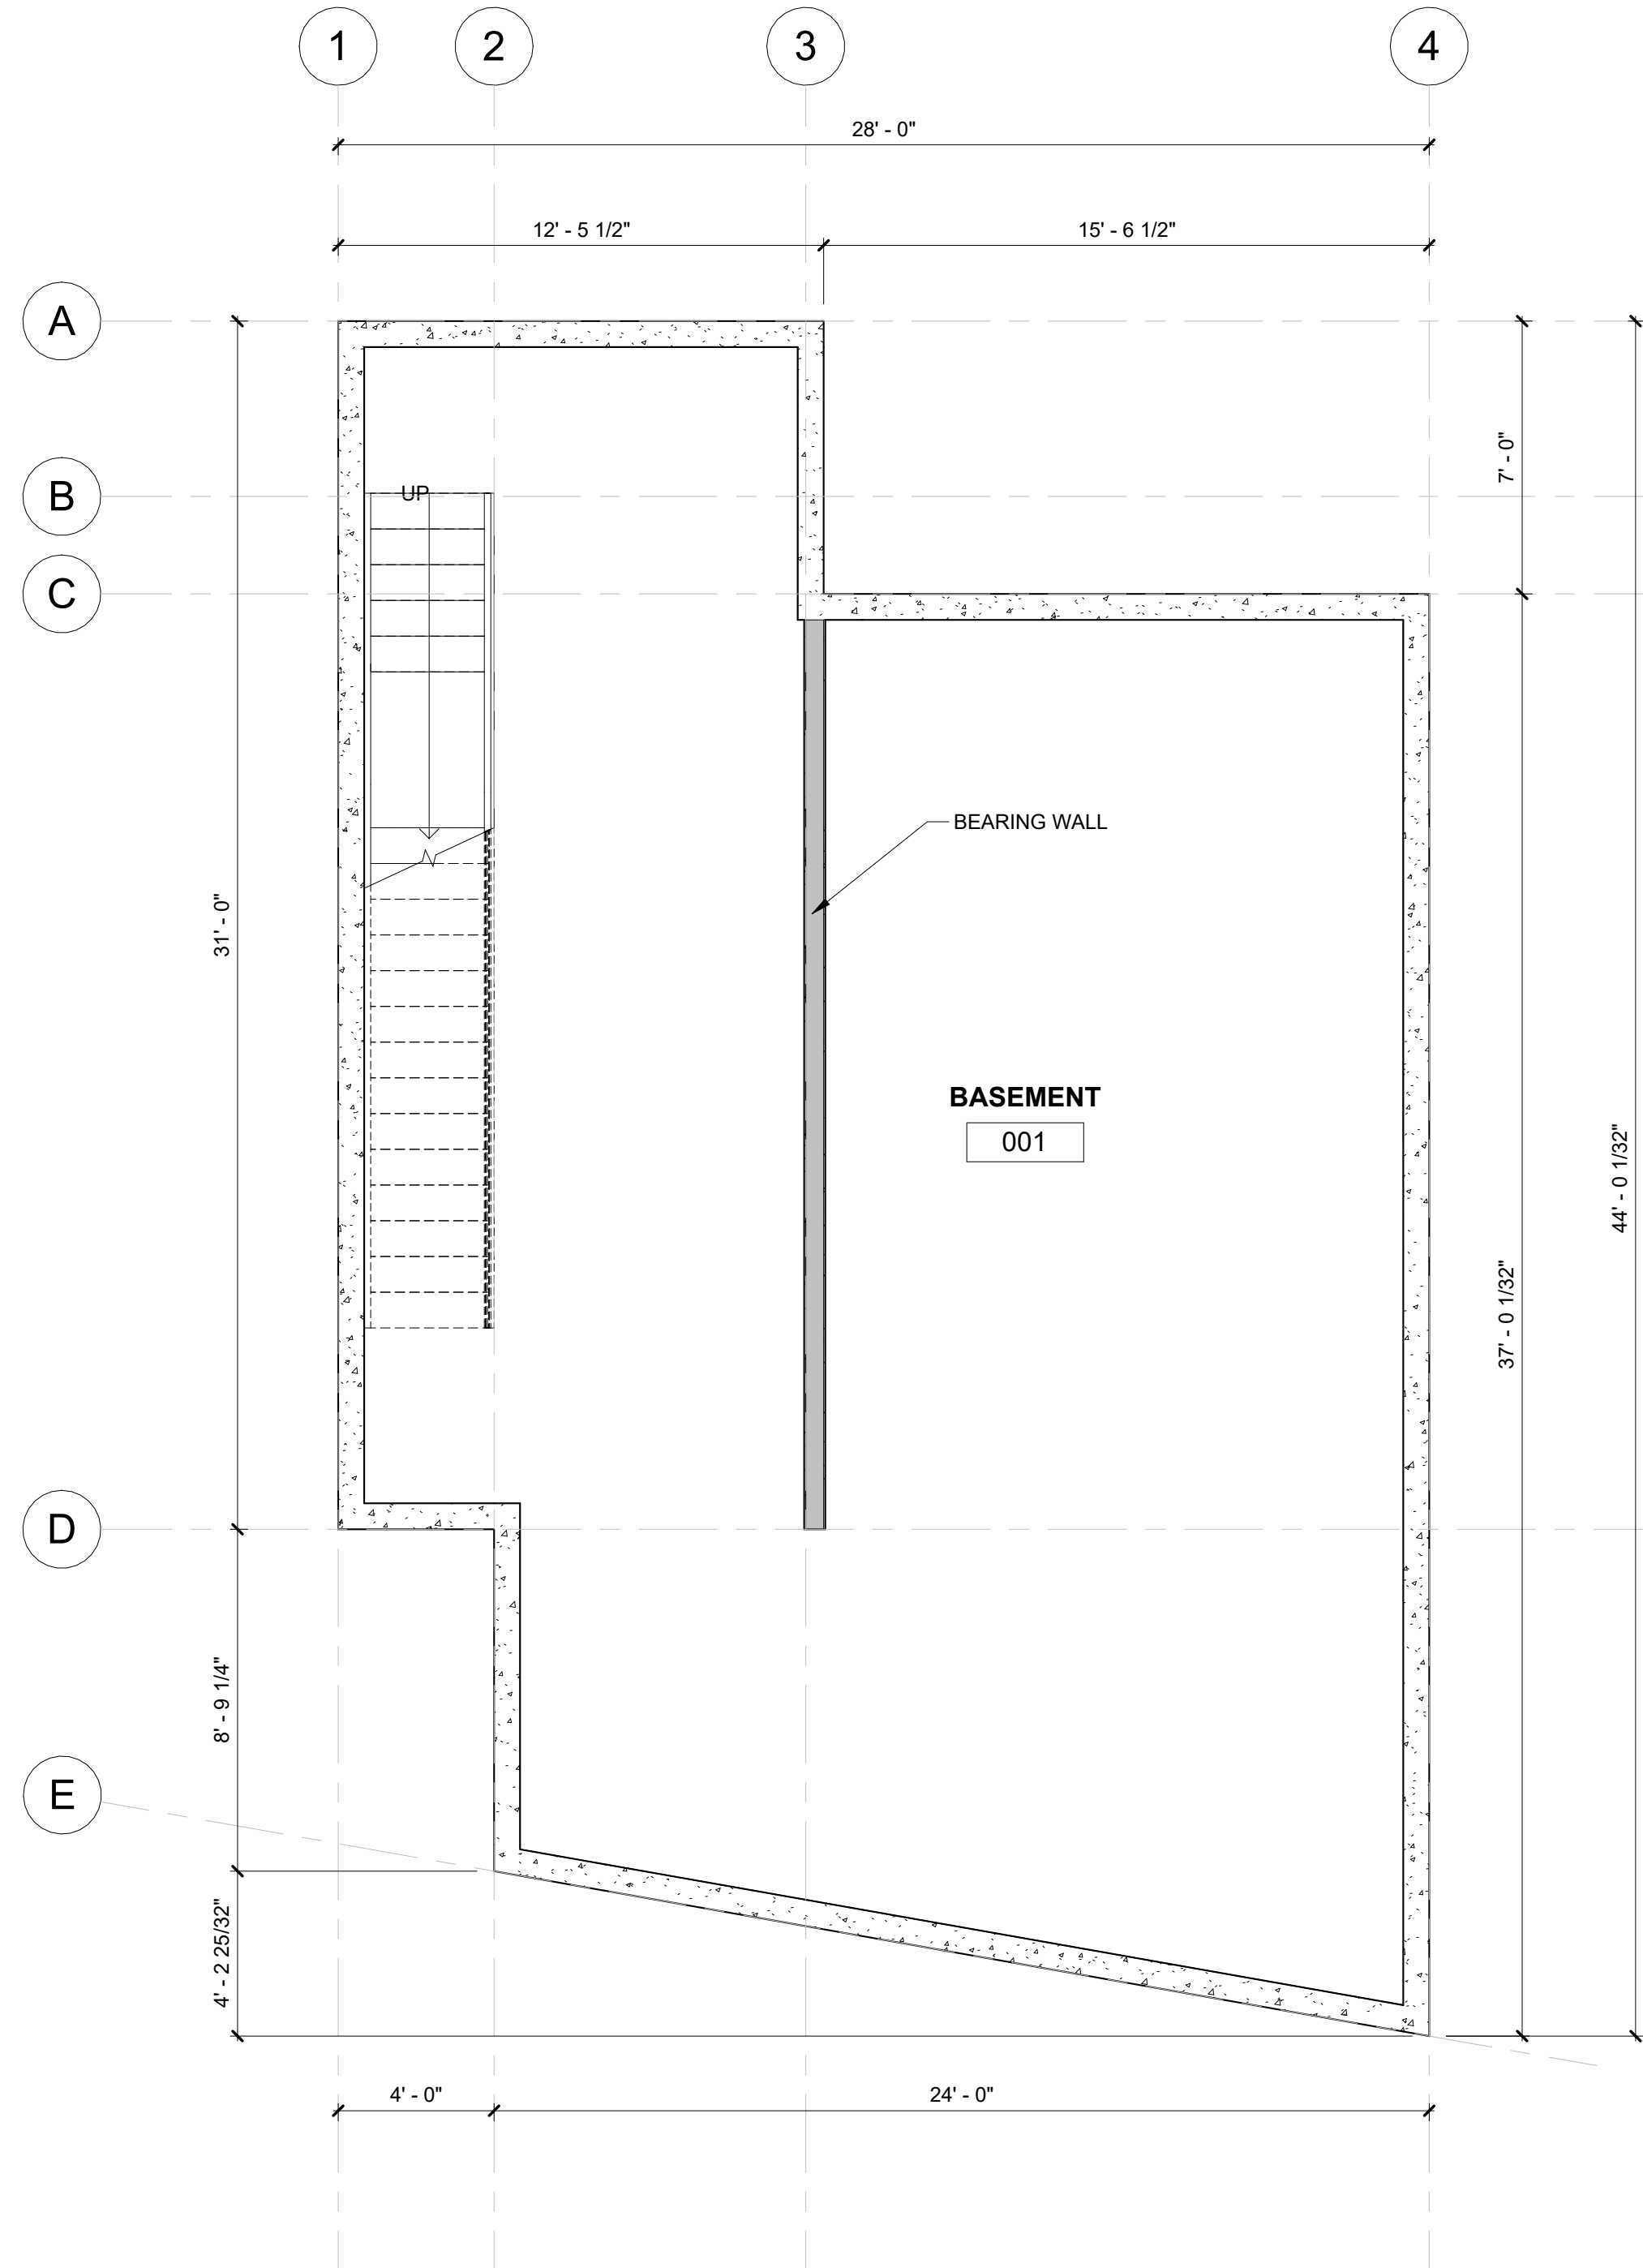 1
2
3
4
28' - 0"
12' - 5 1/2"
15' - 6 1/2"
A
B
C
D
E
UP
7' - 0"
BEARING WALL
31' - 0"
BASEMENT
001
44' - 0 1/32"
37' - 0 1/32"
8' - 9 1/4"
4' - 2 25/32"
4' - 0"
24' - 0"